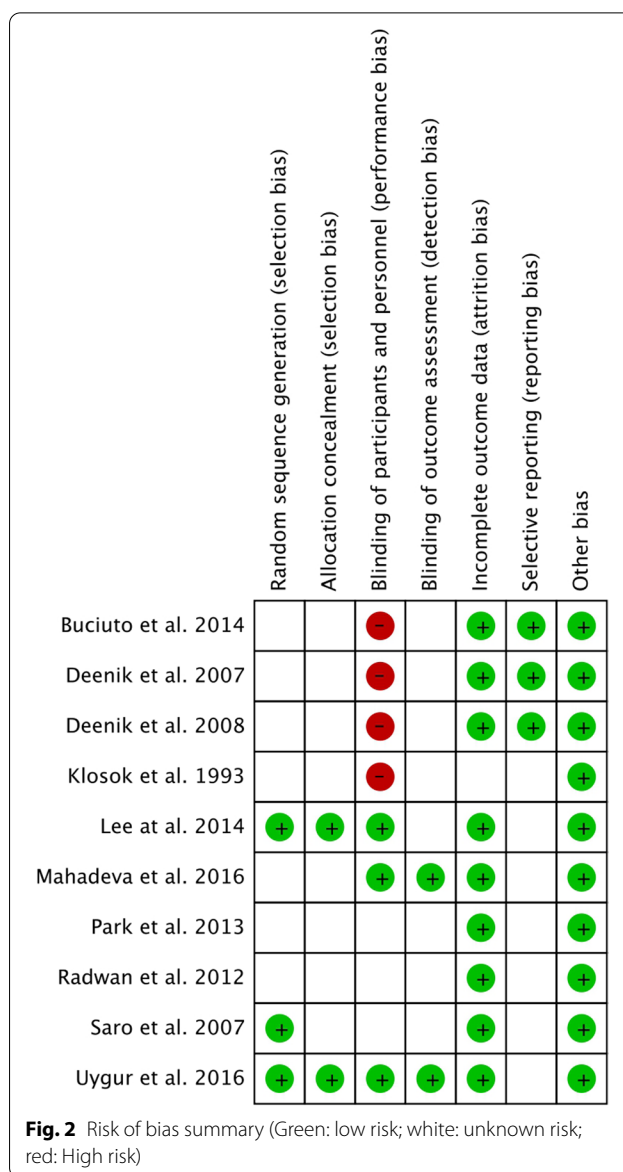 Random sequence generation (selection bias)
Allocation concealment (selection bias)
Blinding of participants and personnel (performance bias)
Blinding of outcome assessment (detection bias)
Incomplete outcome data (attrition bias)
Selective reporting (reporting bias)
Other bias
Buciuto et al. 2014 - + + +
Deenik et al. 2007 - + + +
Deenik et al. 2008 - + + +
Klosok et al. 1993 - +
Lee at al. 2014 + + + + +
Mahadeva et al. 2016 + + + +
Park et al. 2013 + +
Radwan et al. 2012 + +
Saro et al. 2007 + + +
Uygur et al. 2016 + + + + + +
Fig. 2 Risk of bias summary (Green: low risk; white: unknown risk;
red: High risk)